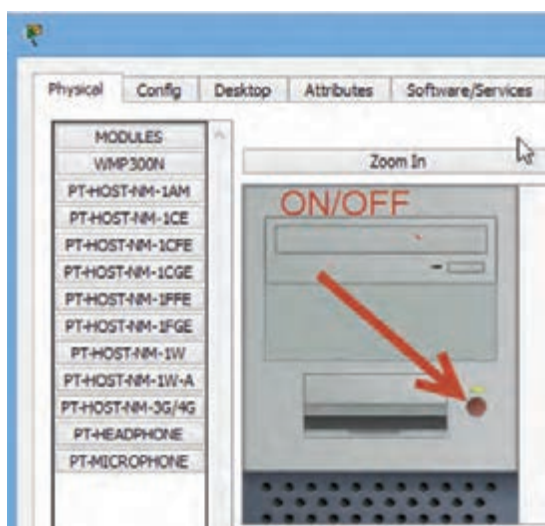 Physical Config Desktop Attributes Software/Services
MODULES
WMP300N
PT-HOST-NM-1AM
PT-HOST-NM-1CE
PT-HOST-NM-1CFE
PT-HOST-NM-1CGE
PT-HOST-NM-1FFE
PT-HOST-NM-1FGE
PT-HOST-NM-1W
PT-HOST-NM-1W-A
PT-HOST-NM-3G/4G
PT-HEADPHONE
PT-MICROPHONE
Zoom In
ON/OFF